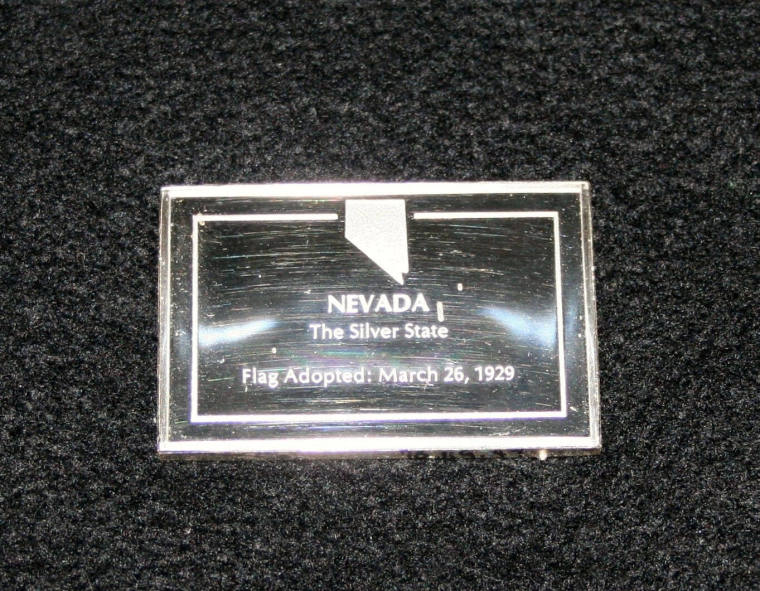 NEVADA
The Silver State
Flag Adopted: March 26, 1929